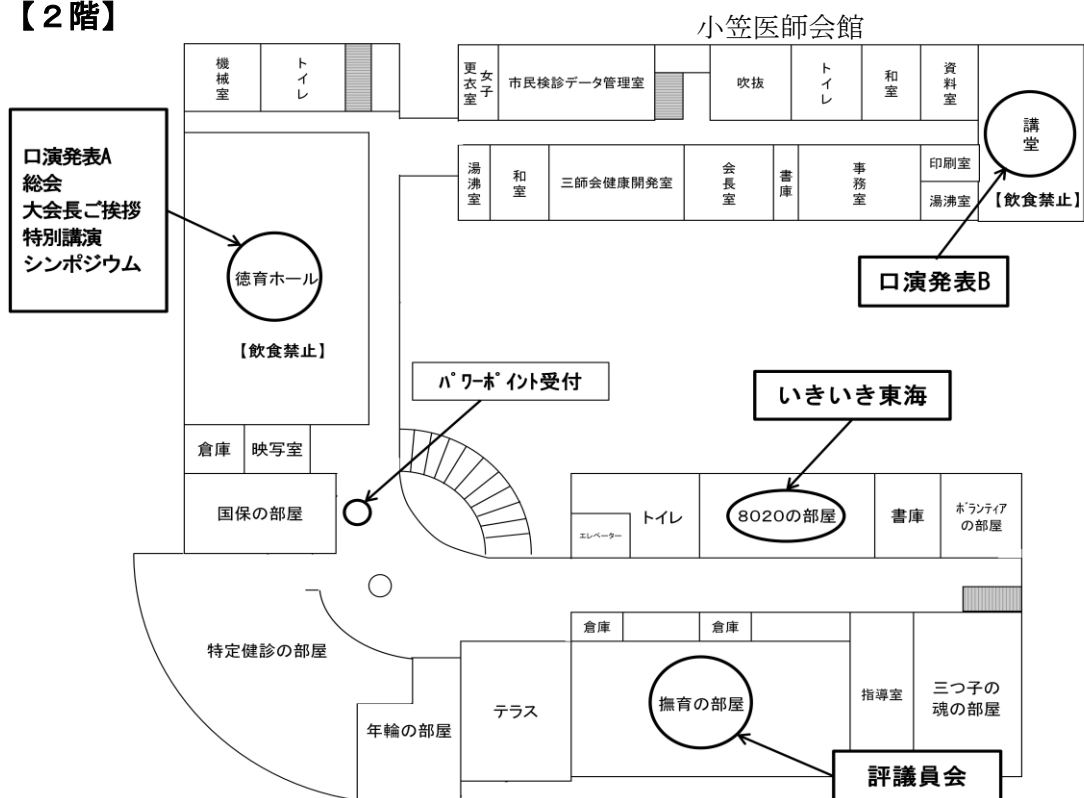 【２階】
小笠医師会館
機械室
トイレ
女子更衣室
市民検診データ管理室
吹抜
トイレ
和室
資料室
講堂
【飲食禁止】
湯沸室
和室
三師会健康開発室
会長室
書庫
事務室
印刷室
湯沸室
口演発表A
総会
大会長ご挨拶
特別講演
シンポジウム
徳育ホール
【飲食禁止】
口演発表B
ﾊﾟﾜｰﾎﾟｲﾝﾄ受付
いきいき東海
倉庫
映写室
国保の部屋
トイレ
エレベーター
8020の部屋
書庫
ﾎﾞﾗﾝﾃｨｱ
の部屋
特定健診の部屋
年輪の部屋
テラス
倉庫
倉庫
撫育の部屋
指導室
三つ子の
魂の部屋
評議員会